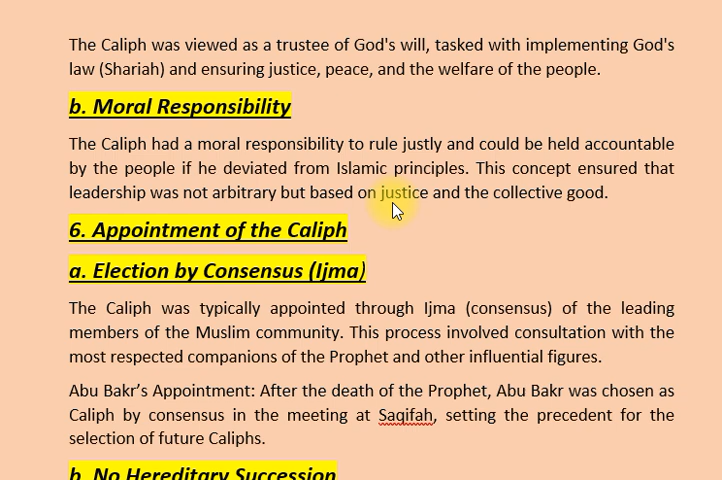 The Caliph was viewed as a trustee of God's will, tasked with implementing God's
law (Shariah) and ensuring justice, peace, and the welfare of the people.
b. Moral Responsibility
The Caliph had a moral responsibility to rule justly and could be held accountable
by the people if he deviated from Islamic principles. This concept ensured that
leadership was not arbitrary but based on justice and the collective good.
6. Appointment of the Caliph
a. Election by Consensus (Ijma)
The Caliph was typically appointed through Ijma (consensus) of the leading
members of the Muslim community. This process involved consultation with the
most respected companions of the Prophet and other influential figures.
Abu Bakr’s Appointment: After the death of the Prophet, Abu Bakr was chosen as
Caliph by consensus in the meeting at Saqifah, setting the precedent for the
selection of future Caliphs.
b. No Hereditary Succession